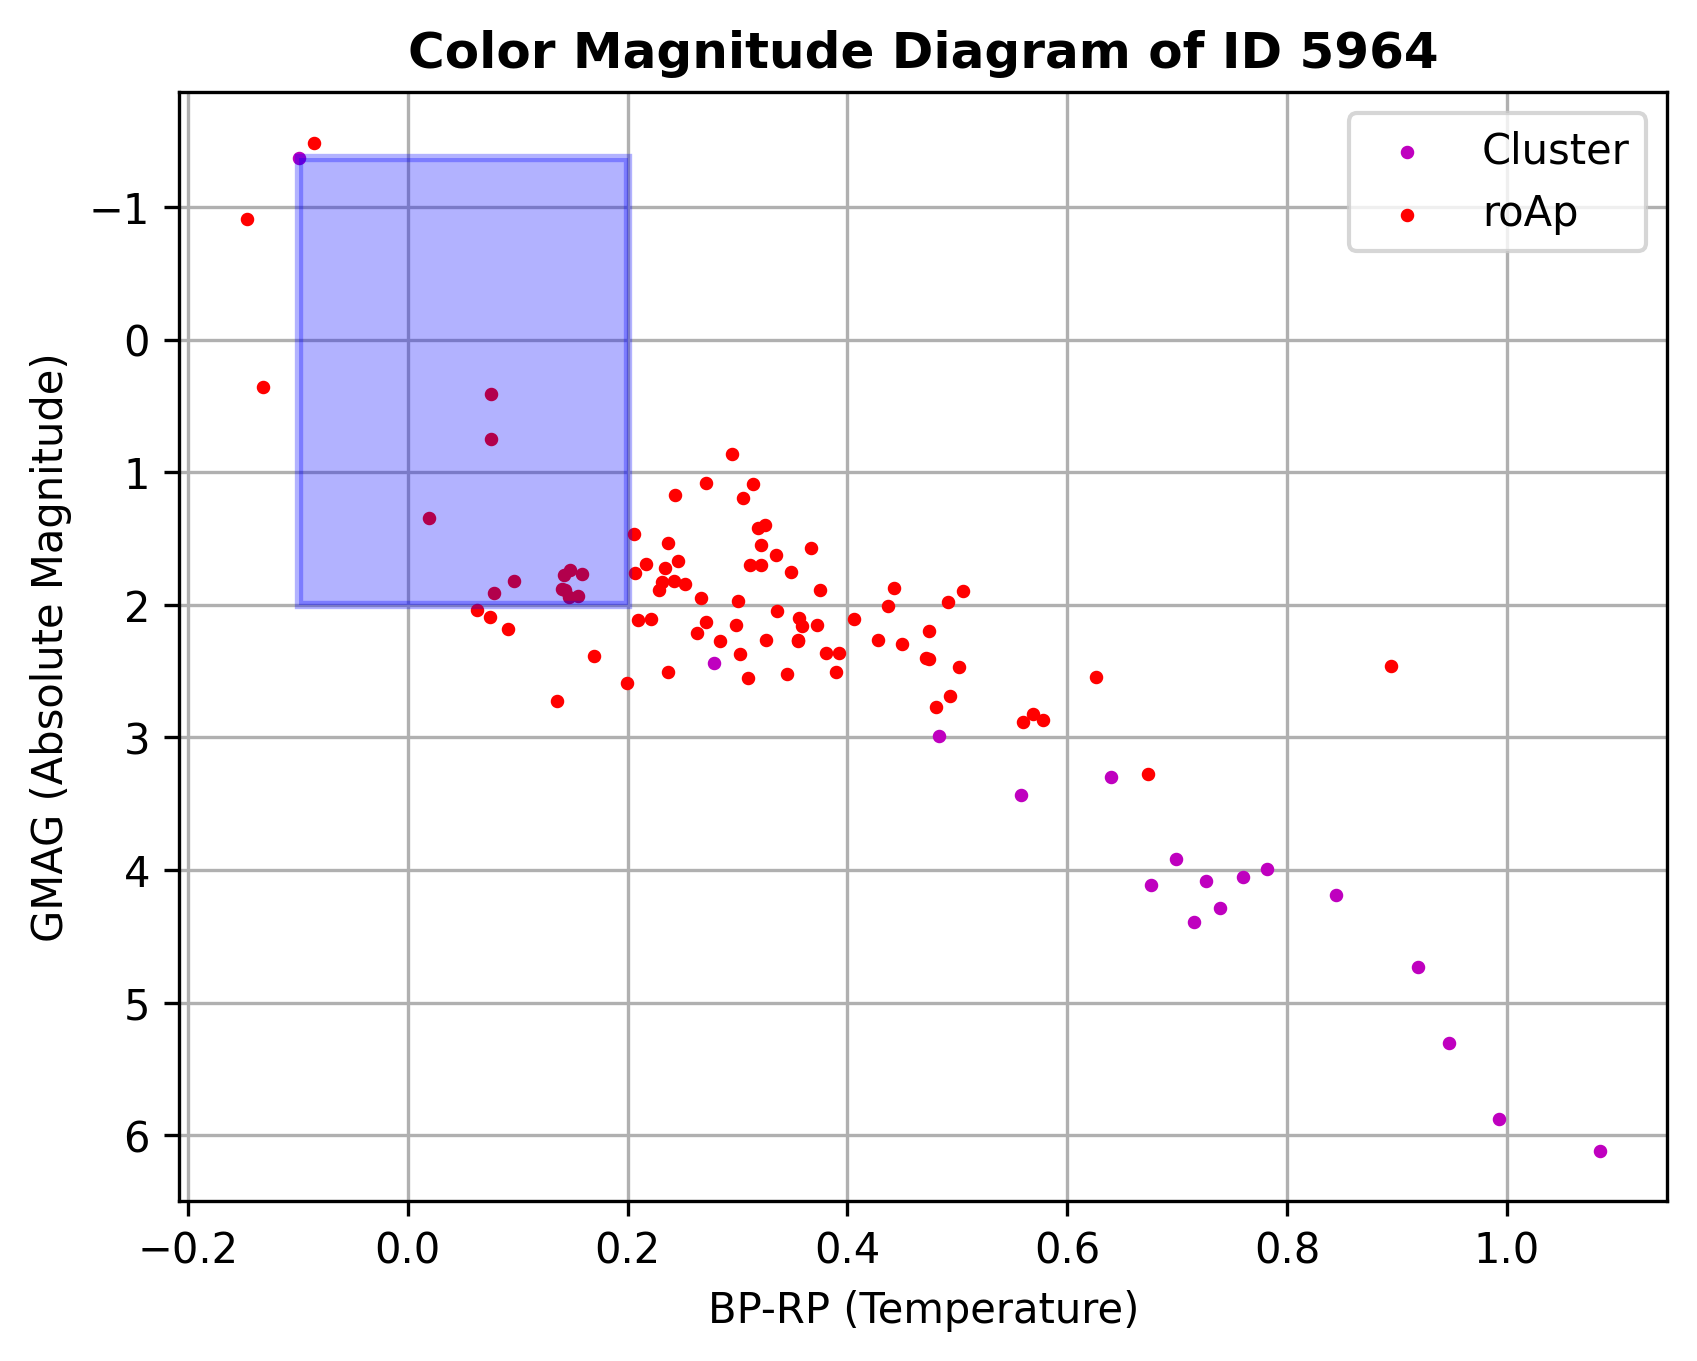 Color Magnitude Diagram of ID 5964
Cluster
roAp
GMAG (Absolute Magnitude)
−1
0
1
2
3
4
5
6
−0.2 0.0 0.2 0.4 0.6 0.8 1.0
BP-RP (Temperature)